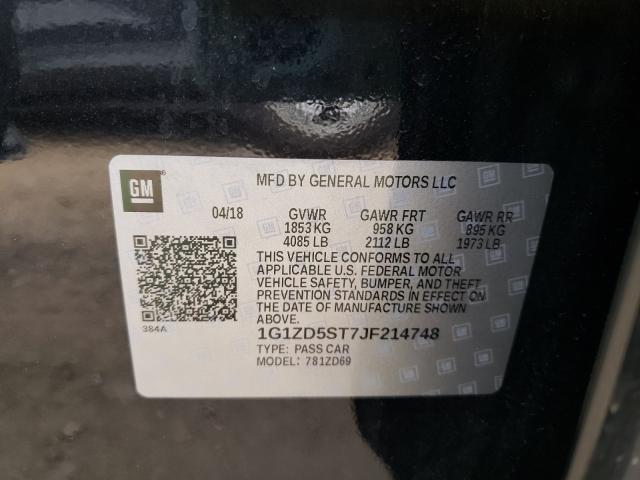 GM ®
MFD BY GENERAL MOTORS LLC
04/18 GVWR GAWR FRT GAWR RR
1853 KG 958 KG 895 KG
4085 LB 2112 LB 1973 LB
THIS VEHICLE CONFORMS TO ALL
APPLICABLE U.S. FEDERAL MOTOR
VEHICLE SAFETY, BUMPER, AND THEFT
PREVENTION STANDARDS IN EFFECT ON
THE DATE OF MANUFACTURE SHOWN
ABOVE.
384A
1G1ZD5ST7JF214748
TYPE: PASS CAR
MODEL: 781ZD69